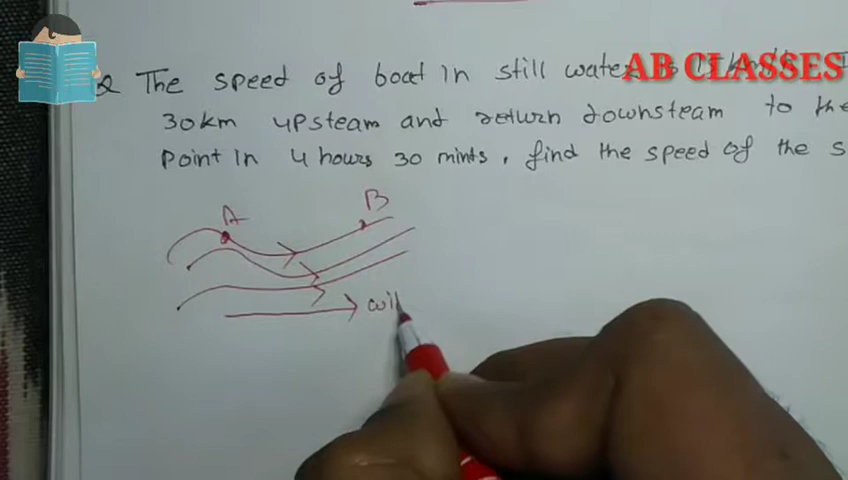 AB CLASSES
The speed of boat in still water
30km upsteam and return downsteam to the
point in 4 hours 30 mints, find the speed of the s
A
B